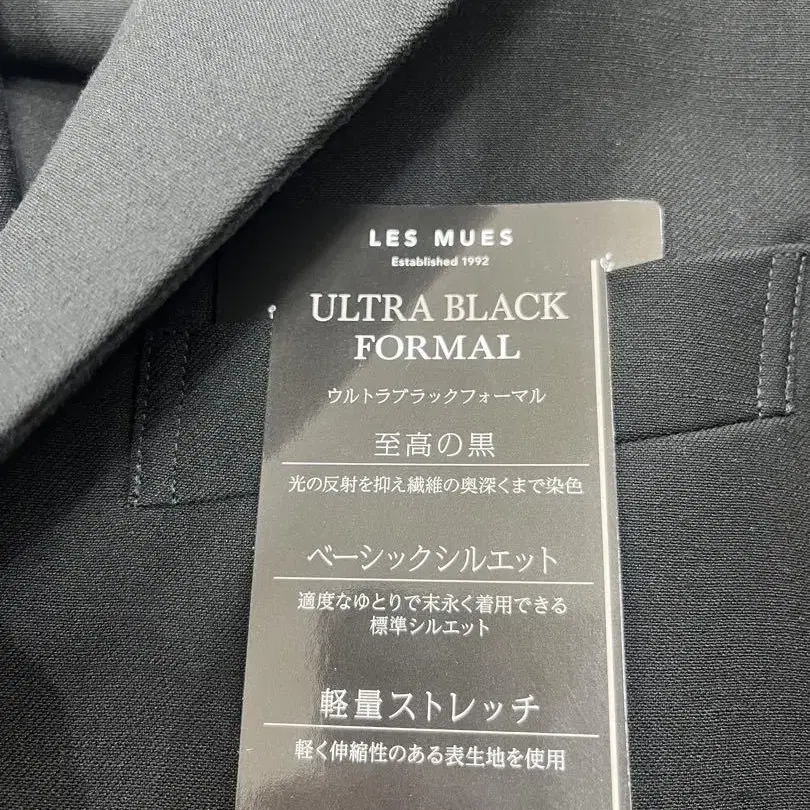 LES MUES
Established 1992
ULTRA BLACK
FORMAL
ウルトラブラックフォーマル
至高の黒
光の反射を抑え繊維の奥深くまで染色
ベーシックシルエット
適度なゆとりで末永く着用できる
標準シルエット
軽量ストレッチ
軽く伸縮性のある表生地を使用